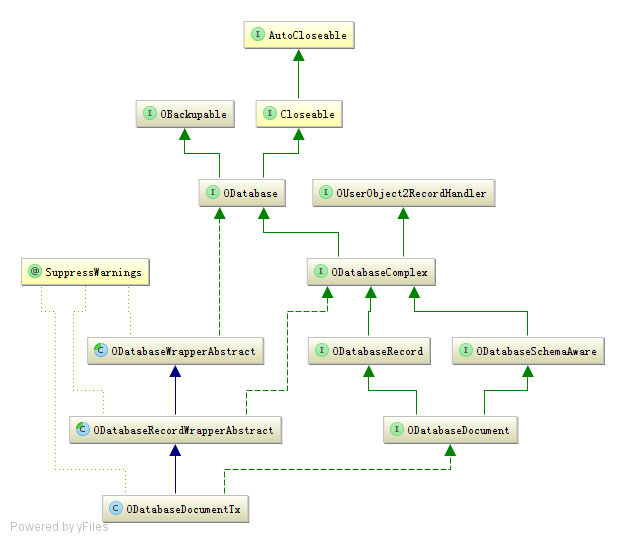 I AutoCloseable
I OBackupable
I Closeable
I ODatabase
I OUserObject2RecordHandler
@ SuppressWarnings
I ODatabaseComplex
C ODatabaseWrapperAbstract
I ODatabaseRecord
I ODatabaseSchemaAware
C ODatabaseRecordWrapperAbstract
I ODatabaseDocument
C ODatabaseDocumentTx
Powered by yFiles